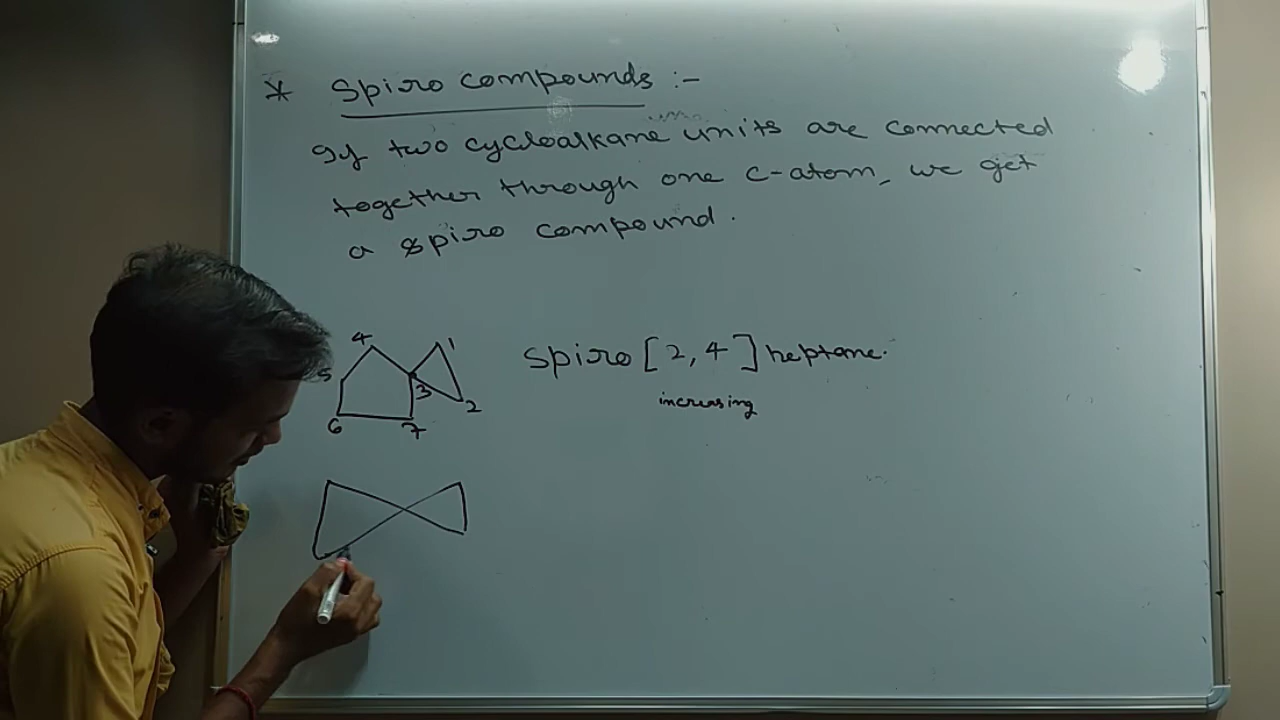 * Spiro compounds :-
If two cycloalkane units are connected
together through one c-atom, we get
a spiro compound.
4 1
5 3 2
6 7
Spiro [2,4] heptane.
increasing